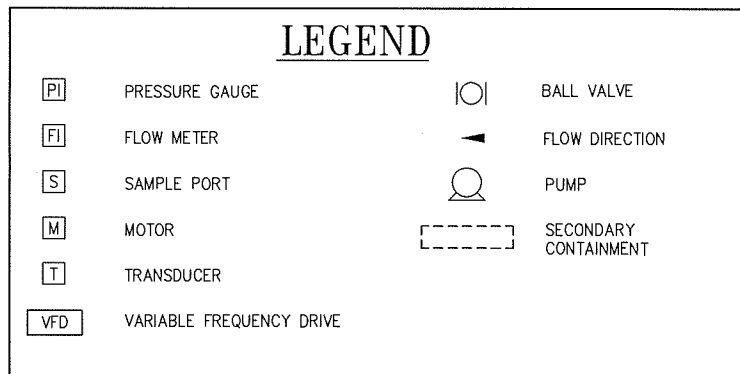 LEGEND
PI PRESSURE GAUGE
BALL VALVE
FI FLOW METER
FLOW DIRECTION
S SAMPLE PORT
PUMP
M MOTOR
SECONDARY
CONTAINMENT
T TRANSDUCER
VFD VARIABLE FREQUENCY DRIVE